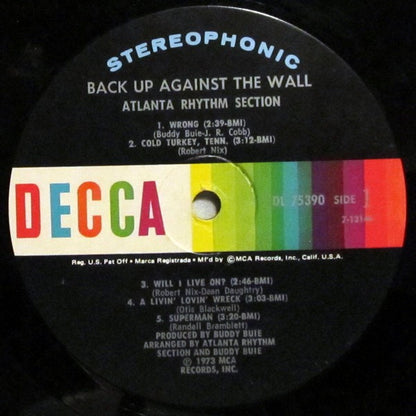 STEREOPHONIC
BACK UP AGAINST THE WALL
ATLANTA RHYTHM SECTION
1. WRONG (2:39-BMI)
(Buddy Buie-J. R. Cobb)
2. COLD TURKEY, TENN. (3:12-BMI)
(Robert Nix)
DECCA
DL 75390 SIDE 1
Reg. U.S. Pat Off • Marca Registrada • Mf'd by ©MCA Records, Inc., Calif. U.S.A.
3. WILL I LIVE ON? (2:46-BMI)
(Robert Nix-Dean Daughtry)
4. A LIVIN' LOVIN' WRECK (3:03-BMI)
(Otis Blackwell)
5. SUPERMAN (3:20-BMI)
(Randall Bramblett)
PRODUCED BY BUDDY BUIE
ARRANGED BY ATLANTA RHYTHM
SECTION AND BUDDY BUIE
℗ 1973 MCA
RECORDS, INC.